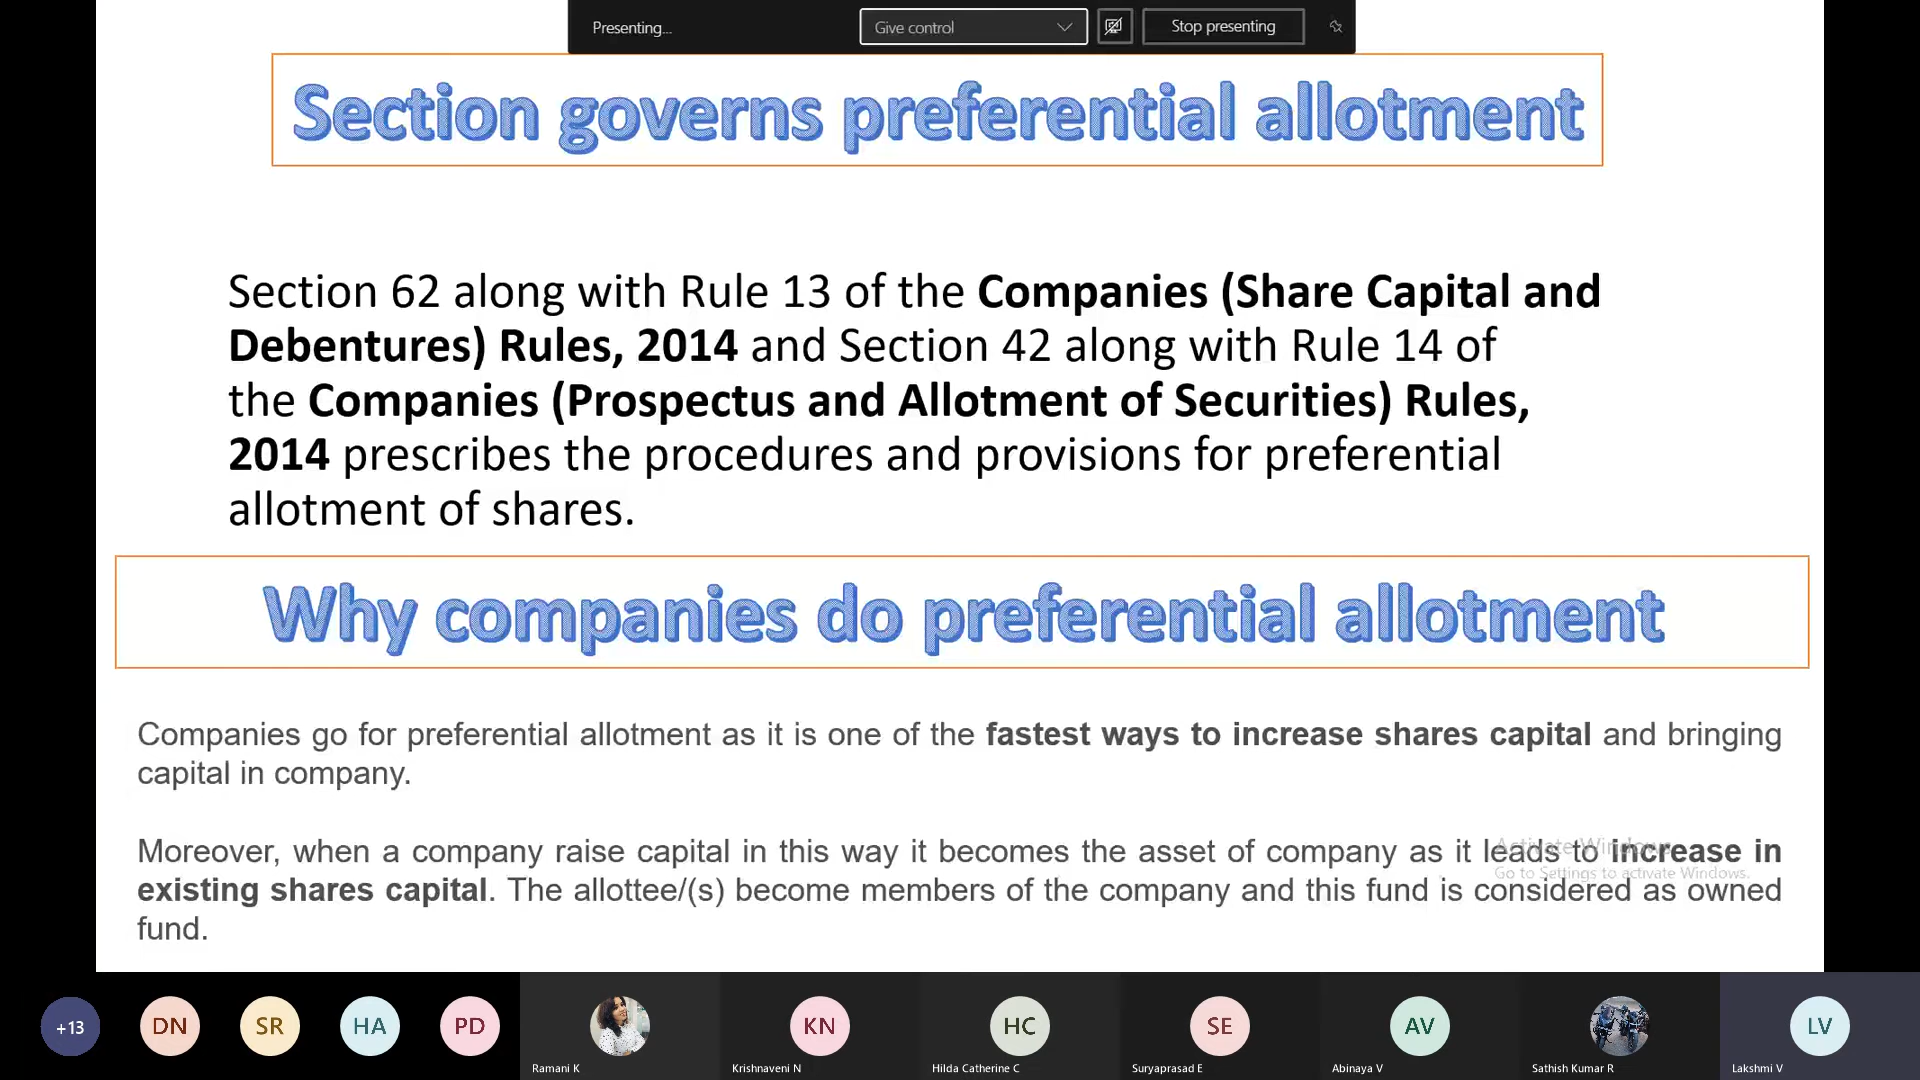 Presenting...
Give control
Stop presenting
Section governs preferential allotment
Section 62 along with Rule 13 of the Companies (Share Capital and
Debentures) Rules, 2014 and Section 42 along with Rule 14 of
the Companies (Prospectus and Allotment of Securities) Rules,
2014 prescribes the procedures and provisions for preferential
allotment of shares.
Why companies do preferential allotment
Companies go for preferential allotment as it is one of the fastest ways to increase shares capital and bringing
capital in company.
Moreover, when a company raise capital in this way it becomes the asset of company as it leads to increase in
existing shares capital. The allottee/(s) become members of the company and this fund is considered as owned
fund.
Activate Windows
Go to Settings to activate Windows.
+13
DN
SR
HA
PD
KN
HC
SE
AV
LV
Ramani K
Krishnaveni N
Hilda Catherine C
Suryaprasad E
Abinaya V
Sathish Kumar R
Lakshmi V